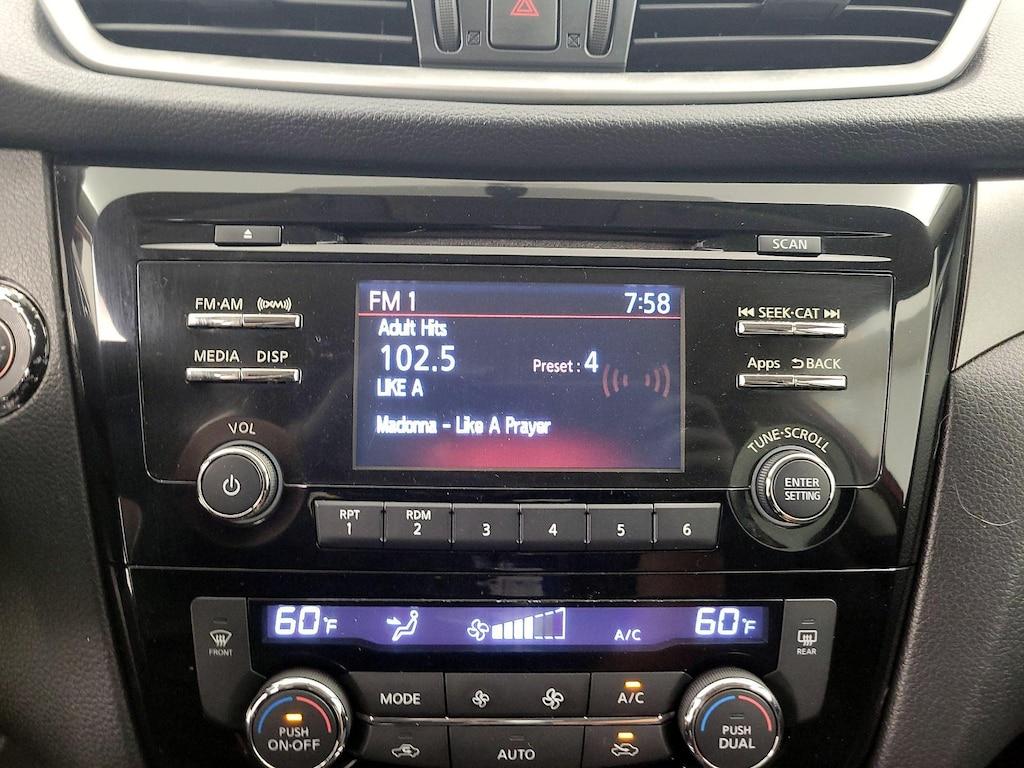 SCAN
FM·AM ((XM))
SEEK·CAT
MEDIA DISP
Apps BACK
VOL
TUNE·SCROLL
ENTER
SETTING
FM 1 7:58
Adult Hits
102.5 Preset : 4
LIKE A
Madonna - Like A Prayer
RPT RDM
1 2 3 4 5 6
60°F A/C 60°F
FRONT REAR
MODE A/C
PUSH
ON·OFF
AUTO
PUSH
DUAL